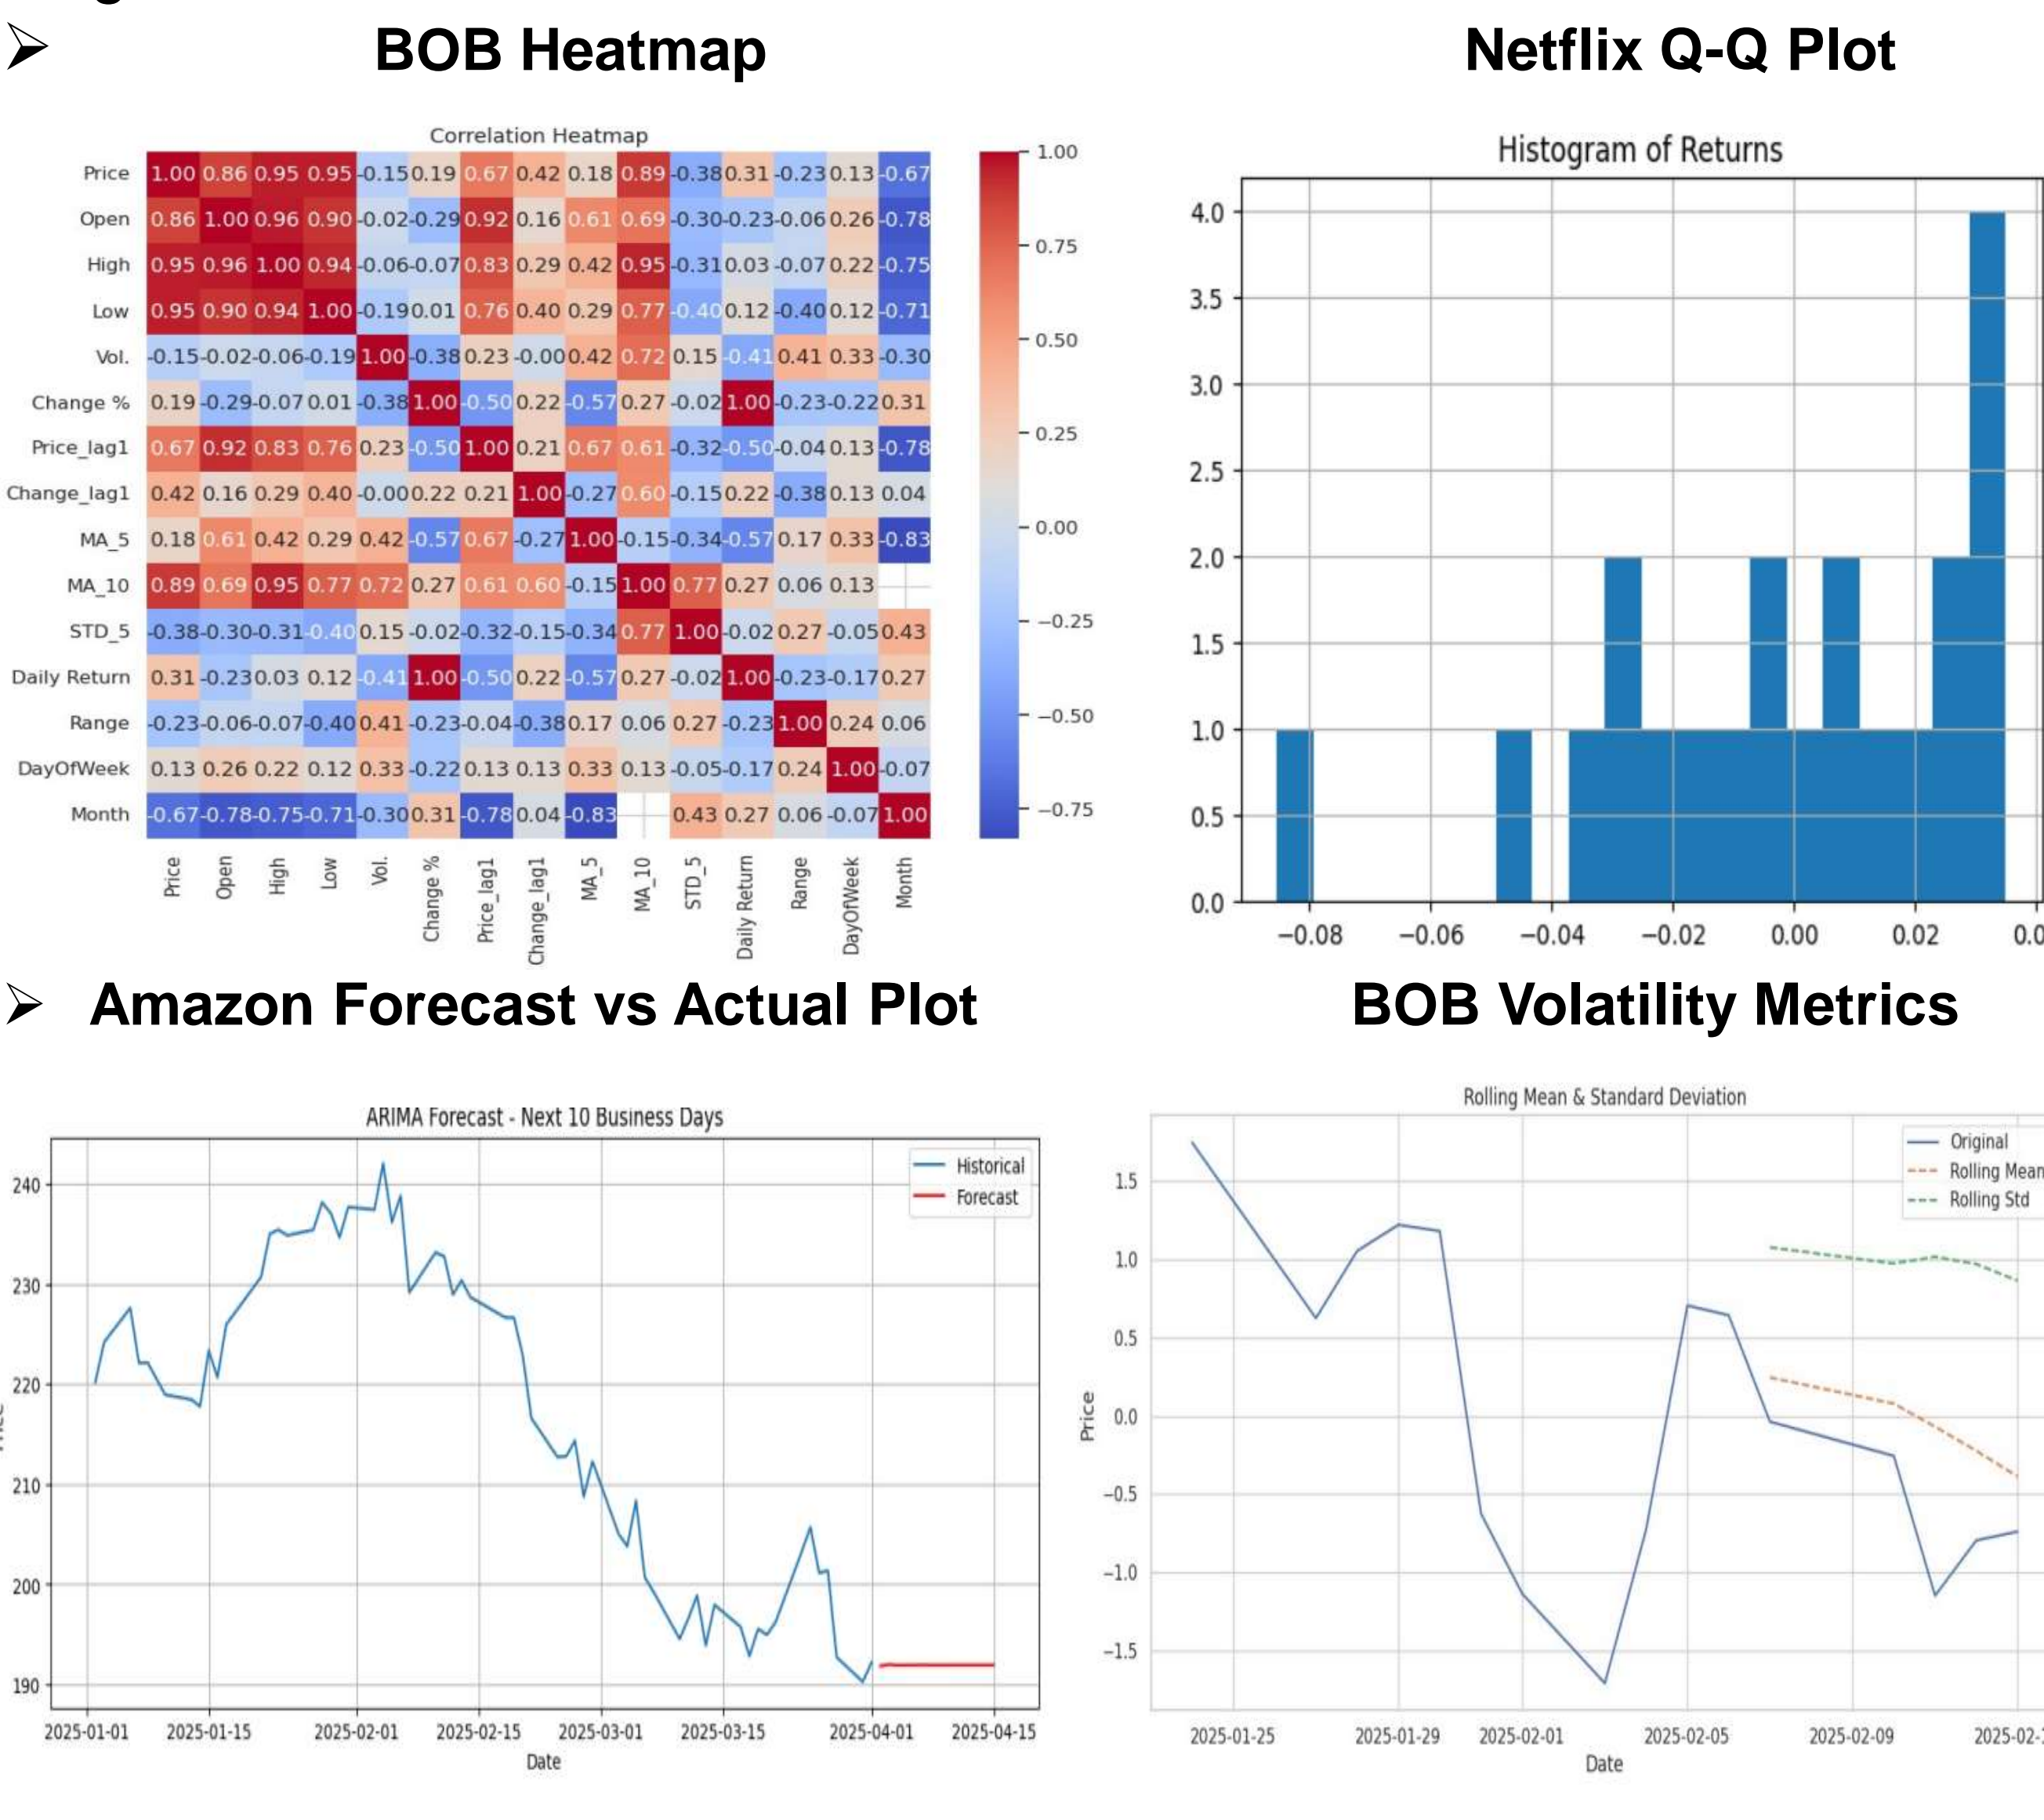 ➢ BOB Heatmap
Netflix Q-Q Plot
Correlation Heatmap
Price 1.00 0.86 0.95 0.95 -0.15 0.19 0.67 0.42 0.18 0.89 -0.38 0.31 -0.23 0.13 -0.67
Open 0.86 1.00 0.96 0.90 -0.02 -0.29 0.92 0.16 0.61 0.69 -0.30 -0.23 -0.06 0.26 -0.78
High 0.95 0.96 1.00 0.94 -0.06 -0.07 0.83 0.29 0.42 0.95 -0.31 0.03 -0.07 0.22 -0.75
Low 0.95 0.90 0.94 1.00 -0.19 0.01 0.76 0.40 0.29 0.77 -0.40 0.12 -0.40 0.12 -0.71
Vol. -0.15 -0.02 -0.06 -0.19 1.00 -0.38 0.23 -0.00 0.42 0.72 0.15 -0.41 0.41 0.33 -0.30
Change % 0.19 -0.29 -0.07 0.01 -0.38 1.00 -0.50 0.22 -0.57 0.27 -0.02 1.00 -0.23 -0.22 0.31
Price_lag1 0.67 0.92 0.83 0.76 0.23 -0.50 1.00 0.21 0.67 0.61 -0.32 -0.50 -0.04 0.13 -0.78
Change_lag1 0.42 0.16 0.29 0.40 -0.00 0.22 0.21 1.00 -0.27 0.60 -0.15 0.22 -0.38 0.13 0.04
MA_5 0.18 0.61 0.42 0.29 0.42 -0.57 0.67 -0.27 1.00 -0.15 -0.34 -0.57 0.17 0.33 -0.83
MA_10 0.89 0.69 0.95 0.77 0.72 0.27 0.61 0.60 -0.15 1.00 0.77 0.27 0.06 0.13
STD_5 -0.38 -0.30 -0.31 -0.40 0.15 -0.02 -0.32 -0.15 -0.34 0.77 1.00 -0.02 0.27 -0.05 0.43
Daily Return 0.31 -0.23 0.03 0.12 -0.41 1.00 -0.50 0.22 -0.57 0.27 -0.02 1.00 -0.23 -0.17 0.27
Range -0.23 -0.06 -0.07 -0.40 0.41 -0.23 -0.04 -0.38 0.17 0.06 0.27 -0.23 1.00 0.24 0.06
DayOfWeek 0.13 0.26 0.22 0.12 0.33 -0.22 0.13 0.13 0.33 0.13 -0.05 -0.17 0.24 1.00 -0.07
Month -0.67 -0.78 -0.75 -0.71 -0.30 0.31 -0.78 0.04 -0.83 0.43 0.27 0.06 -0.07 1.00
Price Open High Low Vol. Change % Price_lag1 Change_lag1 MA_5 MA_10 STD_5 Daily Return Range DayOfWeek Month
1.00
0.75
0.50
0.25
0.00
−0.25
−0.50
−0.75
Histogram of Returns
4.0
3.5
3.0
2.5
2.0
1.5
1.0
0.5
0.0
−0.08 −0.06 −0.04 −0.02 0.00 0.02
➢ Amazon Forecast vs Actual Plot
BOB Volatility Metrics
ARIMA Forecast - Next 10 Business Days
Historical
Forecast
240
230
220
210
200
190
2025-01-01 2025-01-15 2025-02-01 2025-02-15 2025-03-01 2025-03-15 2025-04-01 2025-04-15
Date
Rolling Mean & Standard Deviation
Original
Rolling Mean
Rolling Std
Price
1.5
1.0
0.5
0.0
−0.5
−1.0
−1.5
2025-01-25 2025-01-29 2025-02-01 2025-02-05 2025-02-09
Date